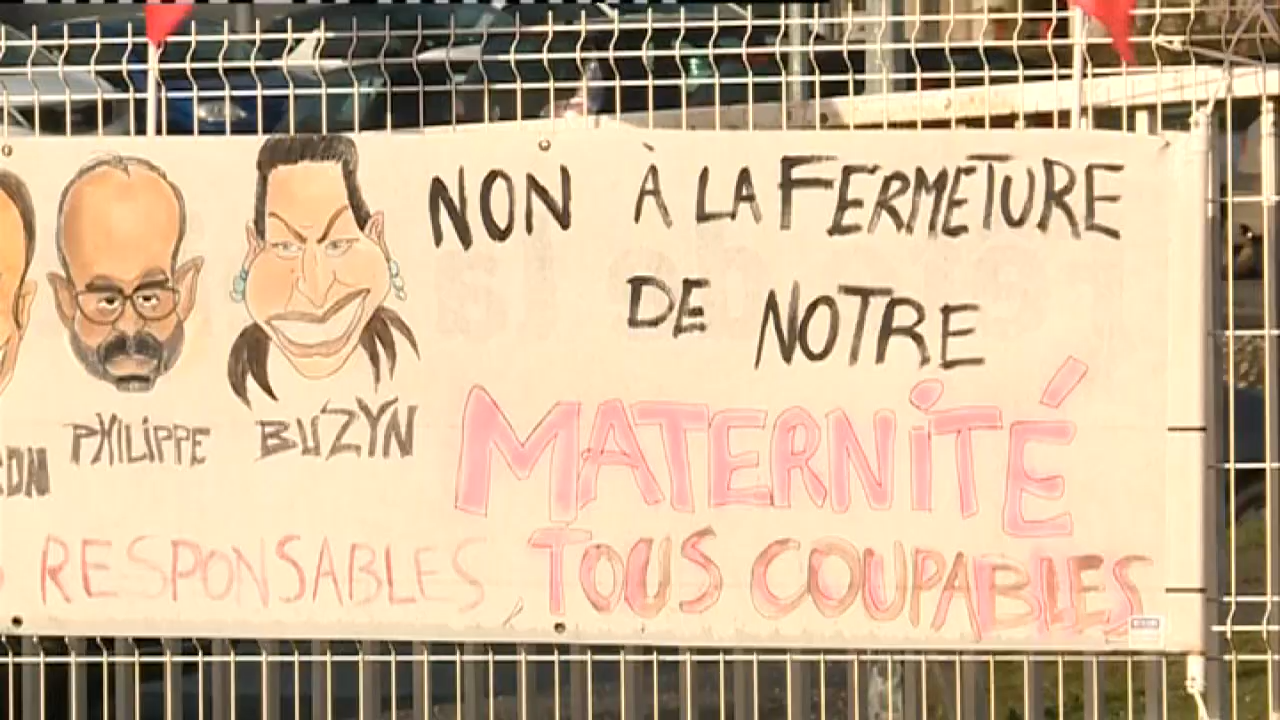 NON À LA FERMETURE
DE NOTRE
MATERNITÉ
PHILIPPE
BUZYN
RESPONSABLES, TOUS COUPABLES